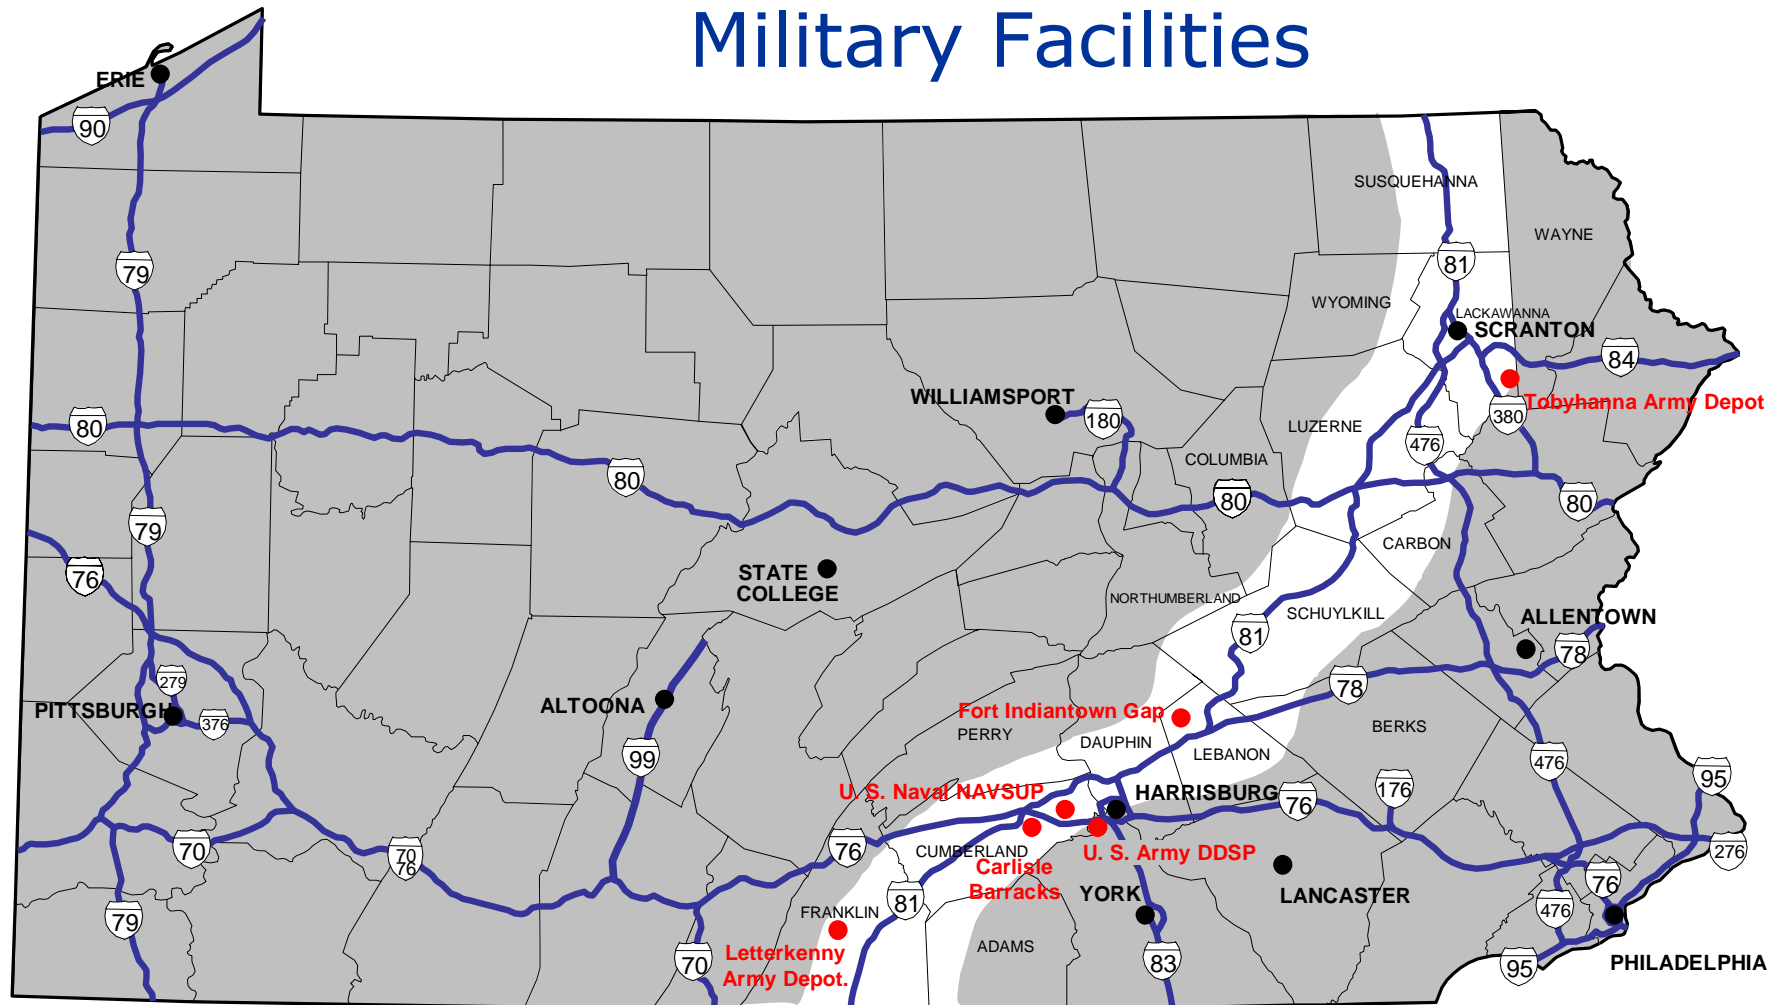 Military Facilities
ERIE
90
SUSQUEHANNA
WAYNE
79
81
WYOMING
LACKAWANNA
SCRANTON
84
WILLIAMSPORT
180
380
Tobyhanna Army Depot
80
LUZERNE
476
COLUMBIA
80
80
80
79
76
CARBON
STATE
COLLEGE
NORTHUMBERLAND
SCHUYLKILL
81
ALLENTOWN
78
279
78
PITTSBURGH
376
ALTOONA
Fort Indiantown Gap
PERRY
DAUPHIN
LEBANON
BERKS
99
476
95
U. S. Naval NAVSUP
HARRISBURG
76
176
70
70
76
76
CUMBERLAND
Carlisle
Barracks
U. S. Army DDSP
276
76
YORK
LANCASTER
81
476
FRANKLIN
79
ADAMS
Letterkenny
Army Depot.
70
83
95
PHILADELPHIA